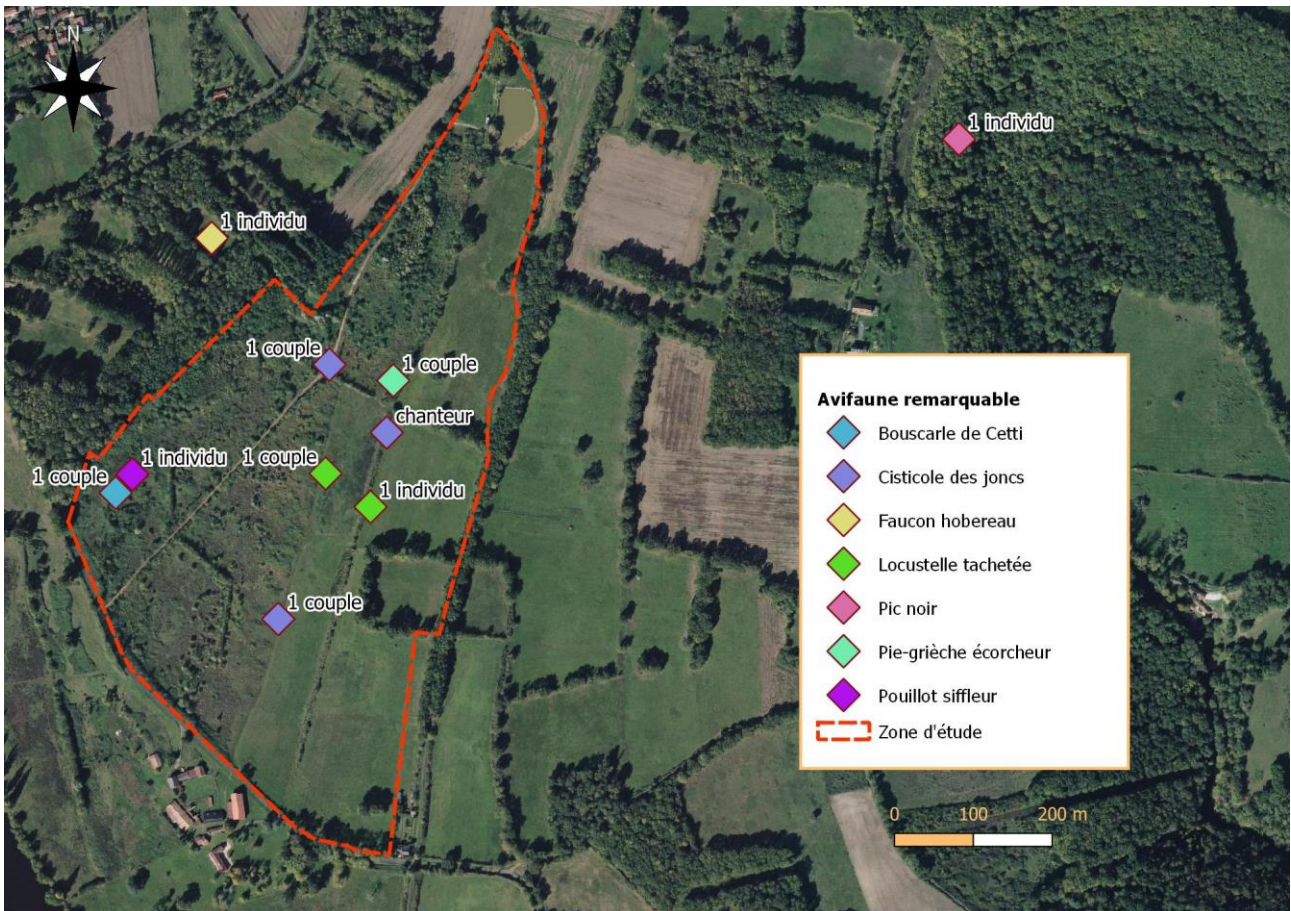 N
1 individu
1 individu
1 couple
1 couple
chanteur
1 couple
1 individu
1 couple
1 individu
1 couple
Avifaune remarquable
Bouscarle de Cetti
Cisticole des joncs
Faucon hobereau
Locustelle tachetée
Pic noir
Pie-grièche écorcheur
Pouillot siffleur
Zone d'étude
0 100 200 m